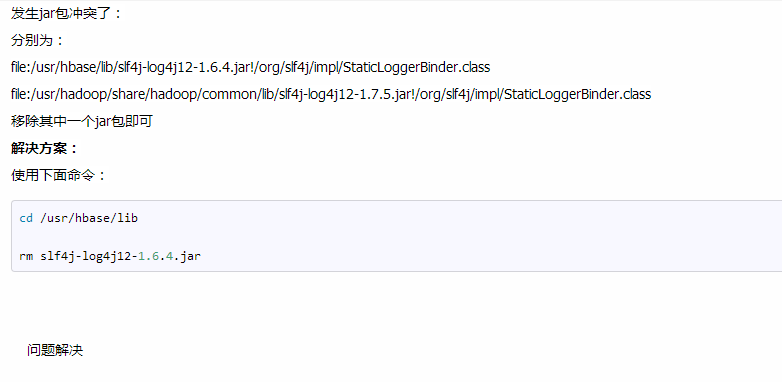 发生jar包冲突了：
分别为：
file:/usr/hbase/lib/slf4j-log4j12-1.6.4.jar!/org/slf4j/impl/StaticLoggerBinder.class
file:/usr/hadoop/share/hadoop/common/lib/slf4j-log4j12-1.7.5.jar!/org/slf4j/impl/StaticLoggerBinder.class
移除其中一个jar包即可
解决方案：
使用下面命令：
cd /usr/hbase/lib
rm slf4j-log4j12-1.6.4.jar
问题解决